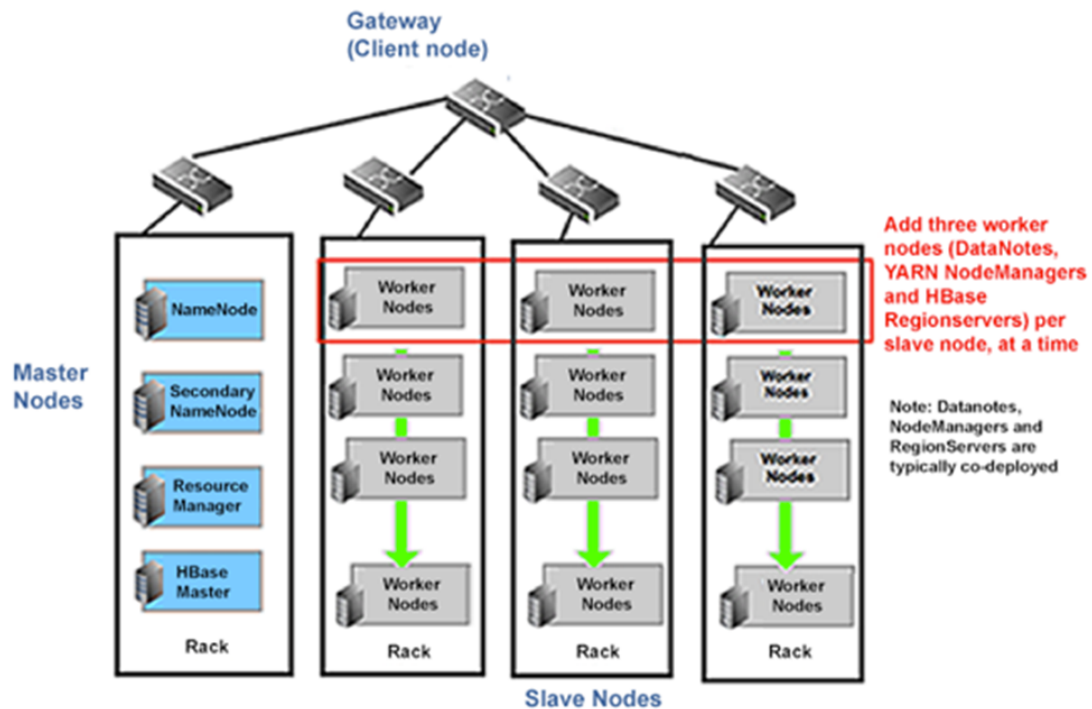 Gateway
(Client node)
Add three worker
nodes (DataNotes,
YARN NodeManagers
and HBase
Regionservers) per
slave node, at a time
Note: Datanotes,
NodeManagers and
RegionServers are
typically co-deployed
Master
Nodes
NameNode
Secondary
NameNode
Resource
Manager
HBase
Master
Rack
Worker
Nodes
Worker
Nodes
Worker
Nodes
Worker
Nodes
Rack
Worker
Nodes
Worker
Nodes
Worker
Nodes
Worker
Nodes
Rack
Worker
Nodes
Worker
Nodes
Worker
Nodes
Worker
Nodes
Rack
Slave Nodes